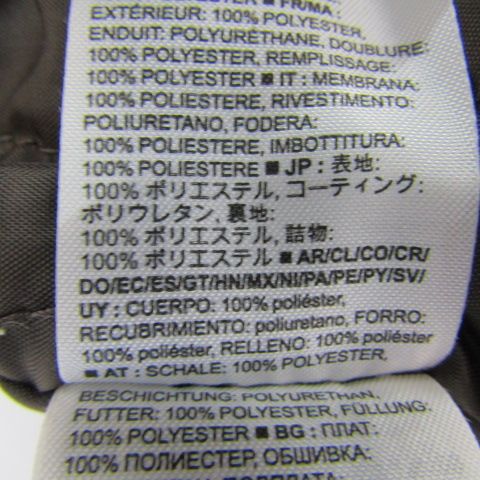 ■ FR/MA :
EXTÉRIEUR: 100% POLYESTER,
ENDUIT: POLYURÉTHANE, DOUBLURE:
100% POLYESTER, REMPLISSAGE:
100% POLYESTER ■ IT : MEMBRANA:
100% POLIESTERE, RIVESTIMENTO:
POLIURETANO, FODERA:
100% POLIESTERE, IMBOTTITURA:
100% POLIESTERE ■ JP : 表地:
100% ポリエステル, コーティング:
ポリウレタン, 裏地:
100% ポリエステル, 詰物:
100% ポリエステル ■ AR/CL/CO/CR/
DO/EC/ES/GT/HN/MX/NI/PA/PE/PY/SV/
UY : CUERPO: 100% poliéster,
RECUBRIMIENTO: poliuretano, FORRO:
100% poliéster, RELLENO: 100% poliéster
■ AT : SCHALE: 100% POLYESTER,
BESCHICHTUNG: POLYURETHAN,
FUTTER: 100% POLYESTER, FÜLLUNG:
100% POLYESTER ■ BG : ПЛАТ:
100% ПОЛИЕСТЕР, ОБШИВКА: